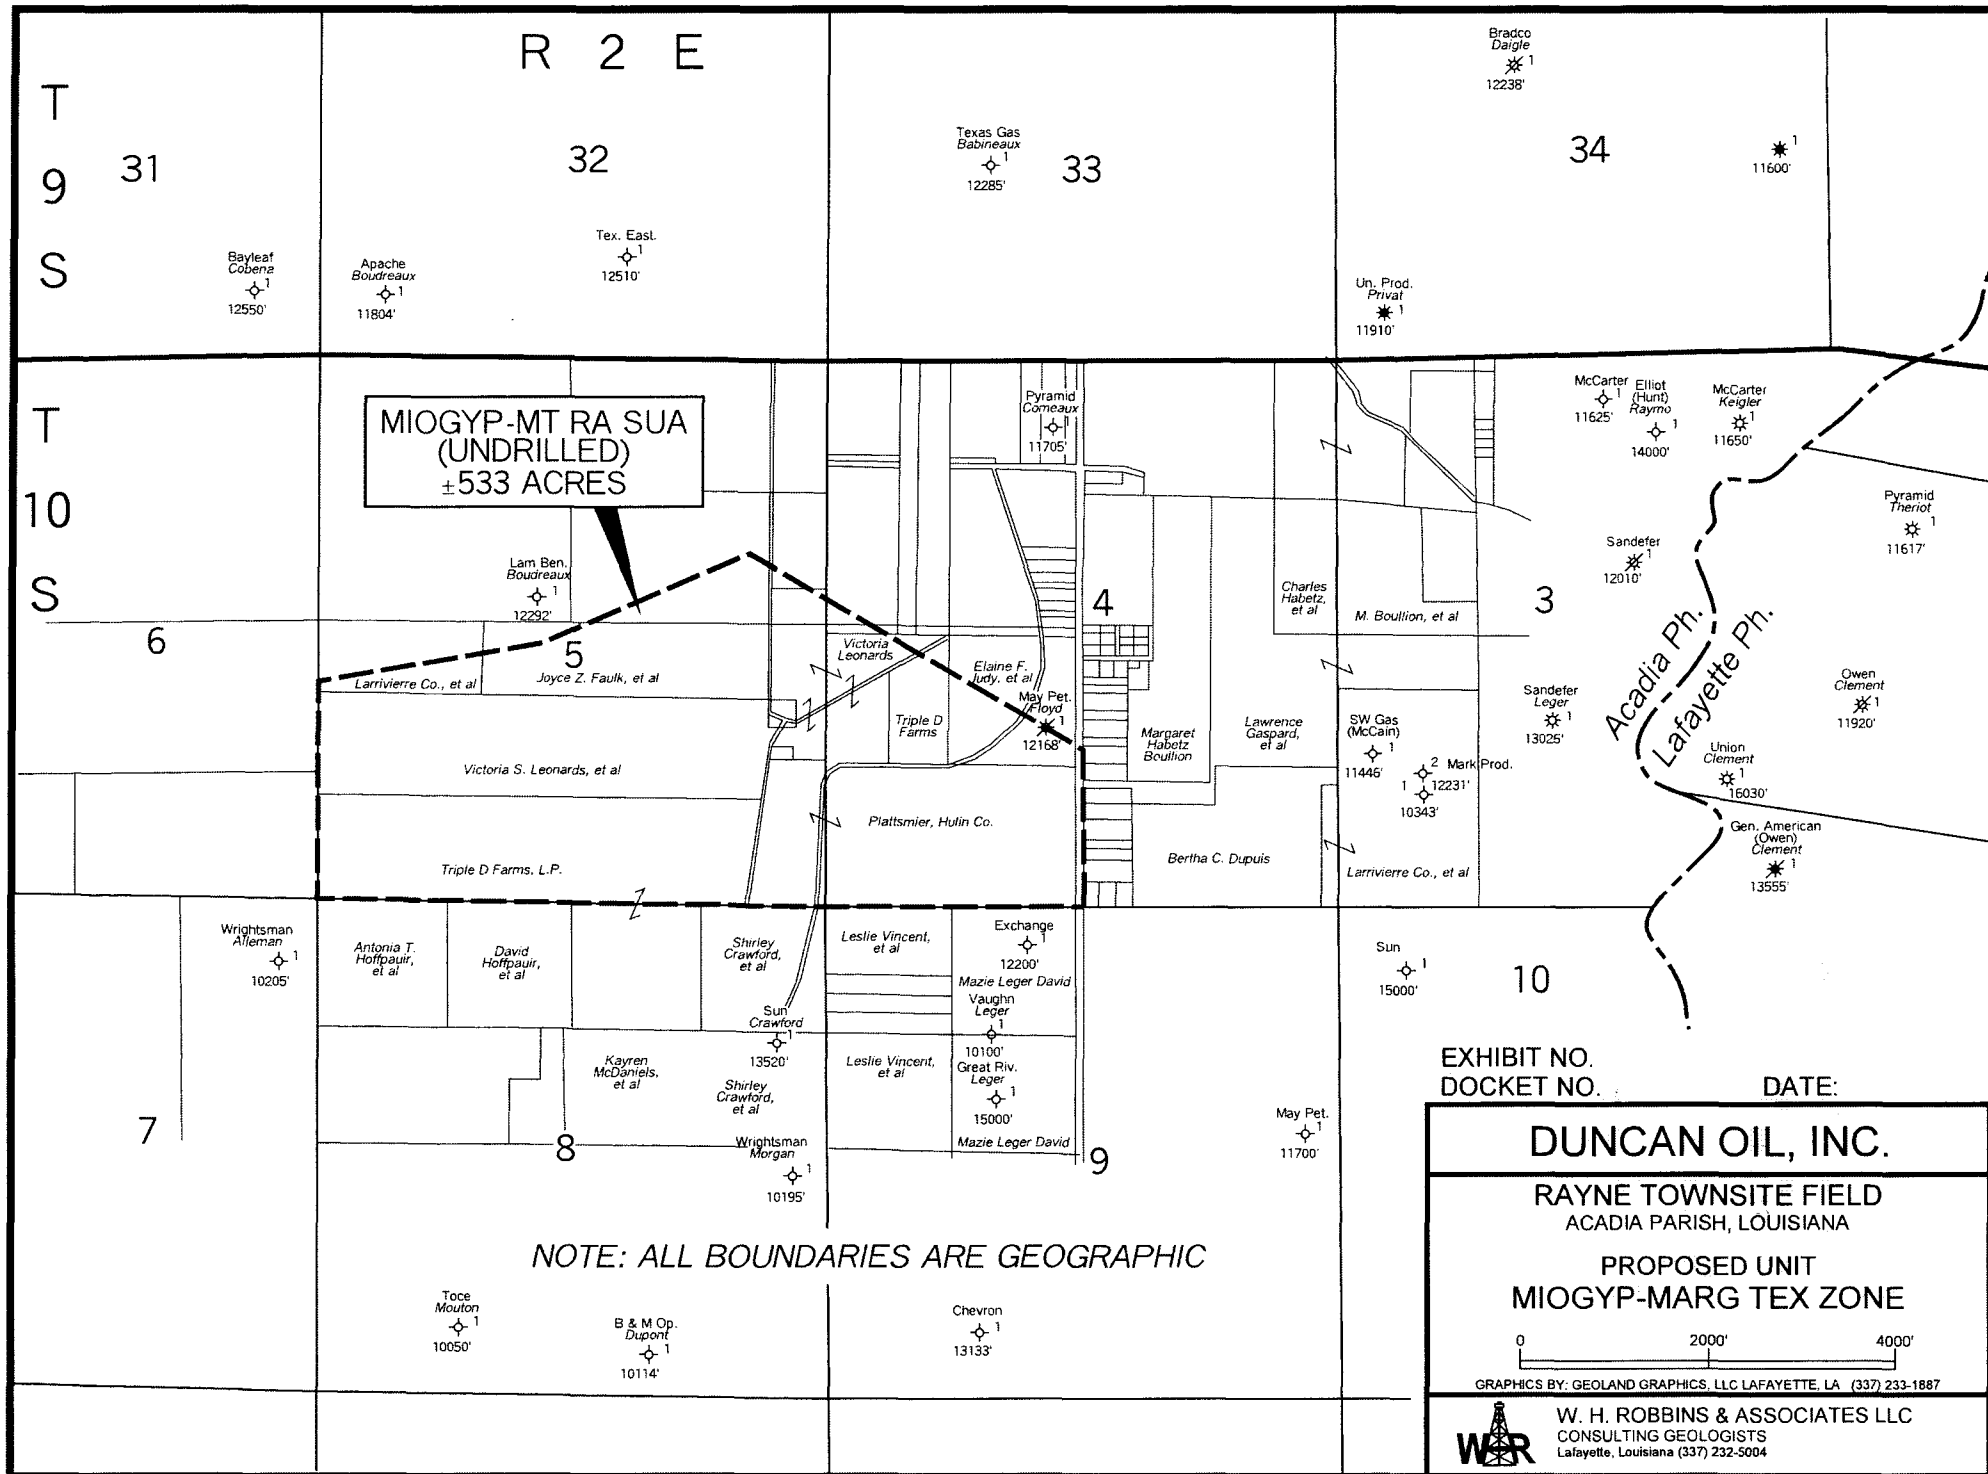 R 2 E
T
9
S
31
32
33
34
Bradco
Daigle
1
12238'
Texas Gas
Babineaux
1
12285'
1
11600'
Tex. East.
1
12510'
Bayleaf
Cobena
1
12550'
Apache
Boudreaux
1
11804'
Un. Prod.
Privat
1
11910'
T
10
S
MIOGYP-MT RA SUA
(UNDRILLED)
±533 ACRES
Pyramid
Comeaux
1
11705'
McCarter
1
11625'
Elliot
(Hunt)
Raymo
1
14000'
McCarter
Keigler
1
11650'
Pyramid
Theriot
1
11617'
Lam Ben.
Boudreaux
1
12292'
Sandefer
1
12010'
Charles
Habetz,
et al
M. Boullion, et al
6
5
4
3
Victoria
Leonards
Elaine F.
Judy, et al
Larrivierre Co., et al
Joyce Z. Faulk, et al
May Pet.
Floyd
1
12168'
Triple D
Farms
Margaret
Habetz
Boullion
Lawrence
Gaspard,
et al
SW Gas
(McCain)
1
11446'
2
Mark Prod.
12231'
1
10343'
Sandefer
Leger
1
13025'
Acadia Ph.
Lafayette Ph.
Owen
Clement
1
11920'
Union
Clement
1
16030'
Gen. American
(Owen)
Clement
1
13555'
Victoria S. Leonards, et al
Plattsmier, Hulin Co.
Triple D Farms, L.P.
Bertha C. Dupuis
Larrivierre Co., et al
Wrightsman
Alleman
1
10205'
Antonia T.
Hoffpauir,
et al
David
Hoffpauir,
et al
Shirley
Crawford,
et al
Leslie Vincent,
et al
Exchange
1
12200'
Mazie Leger David
Sun
1
15000'
10
Vaughn
Leger
1
10100'
Sun
Crawford
1
13520'
Kayren
McDaniels,
et al
Shirley
Crawford,
et al
Leslie Vincent,
et al
Great Riv.
Leger
1
15000'
May Pet.
1
11700'
7
8
9
Wrightsman
Morgan
1
10195'
Mazie Leger David
NOTE: ALL BOUNDARIES ARE GEOGRAPHIC
Toce
Mouton
1
10050'
B & M Op.
Dupont
1
10114'
Chevron
1
13133'
EXHIBIT NO.
DOCKET NO. DATE:
DUNCAN OIL, INC.
RAYNE TOWNSITE FIELD
ACADIA PARISH, LOUISIANA
PROPOSED UNIT
MIOGYP-MARG TEX ZONE
0 2000' 4000'
GRAPHICS BY: GEOLAND GRAPHICS, LLC LAFAYETTE, LA (337) 233-1887
W. H. ROBBINS & ASSOCIATES LLC
CONSULTING GEOLOGISTS
Lafayette, Louisiana (337) 232-5004
WHR